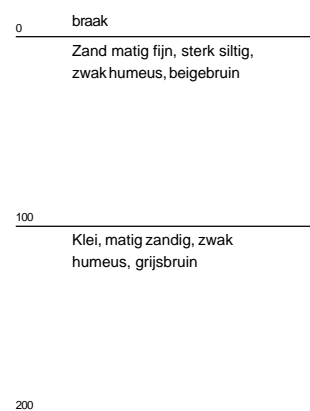 0 braak
Zand matig fijn, sterk siltig,
zwak humeus, beigebruin
100
Klei, matig zandig, zwak
humeus, grijsbruin
200